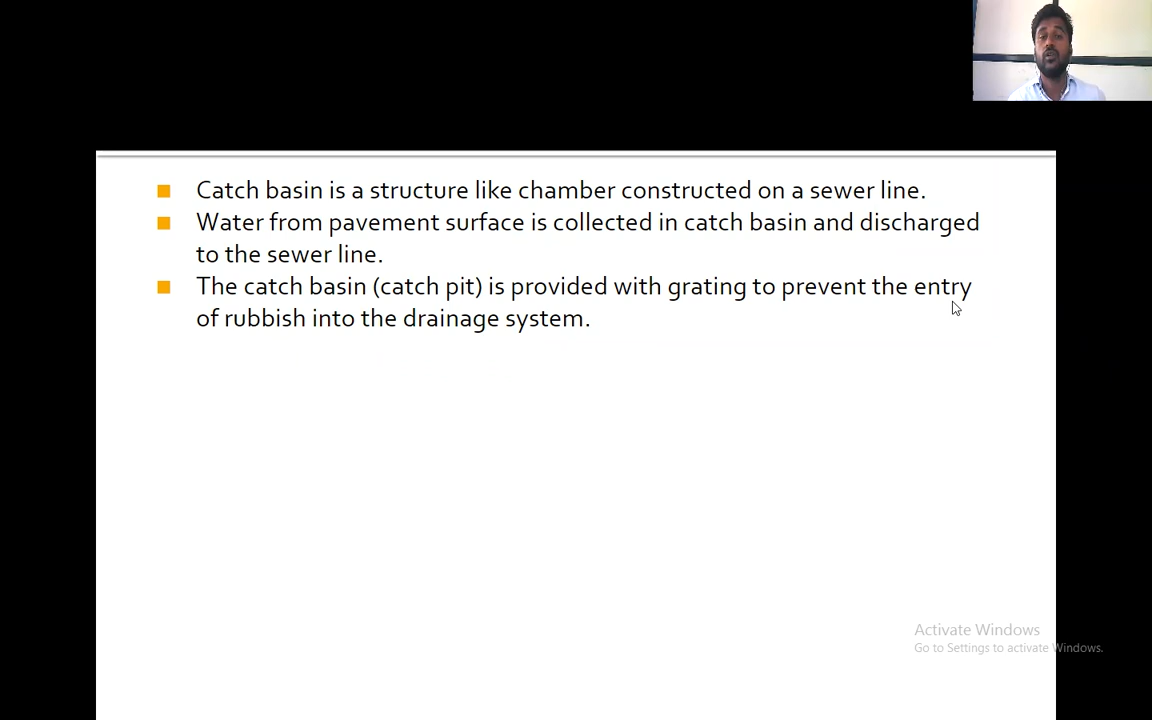 Catch basin is a structure like chamber constructed on a sewer line.
Water from pavement surface is collected in catch basin and discharged
to the sewer line.
The catch basin (catch pit) is provided with grating to prevent the entry
of rubbish into the drainage system.
Activate Windows
Go to Settings to activate Windows.